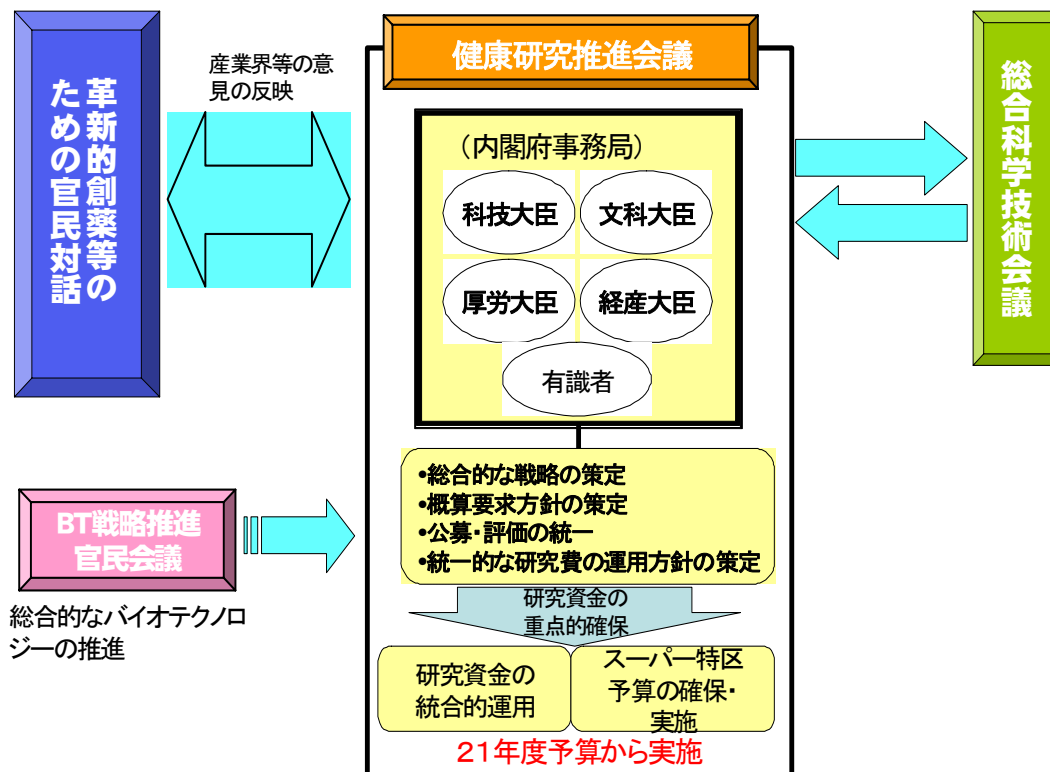 革新的創薬等の
ための官民対話
産業界等の意
見の反映
健康研究推進会議
（内閣府事務局）
科技大臣
文科大臣
厚労大臣
経産大臣
有識者
総合科学技術会議
•総合的な戦略の策定
•概算要求方針の策定
•公募・評価の統一
•統一的な研究費の運用方針の策定
BT戦略推進
官民会議
総合的なバイオテクノロ
ジーの推進
研究資金の
重点的確保
研究資金の
統合的運用
スーパー特区
予算の確保・
実施
２１年度予算から実施